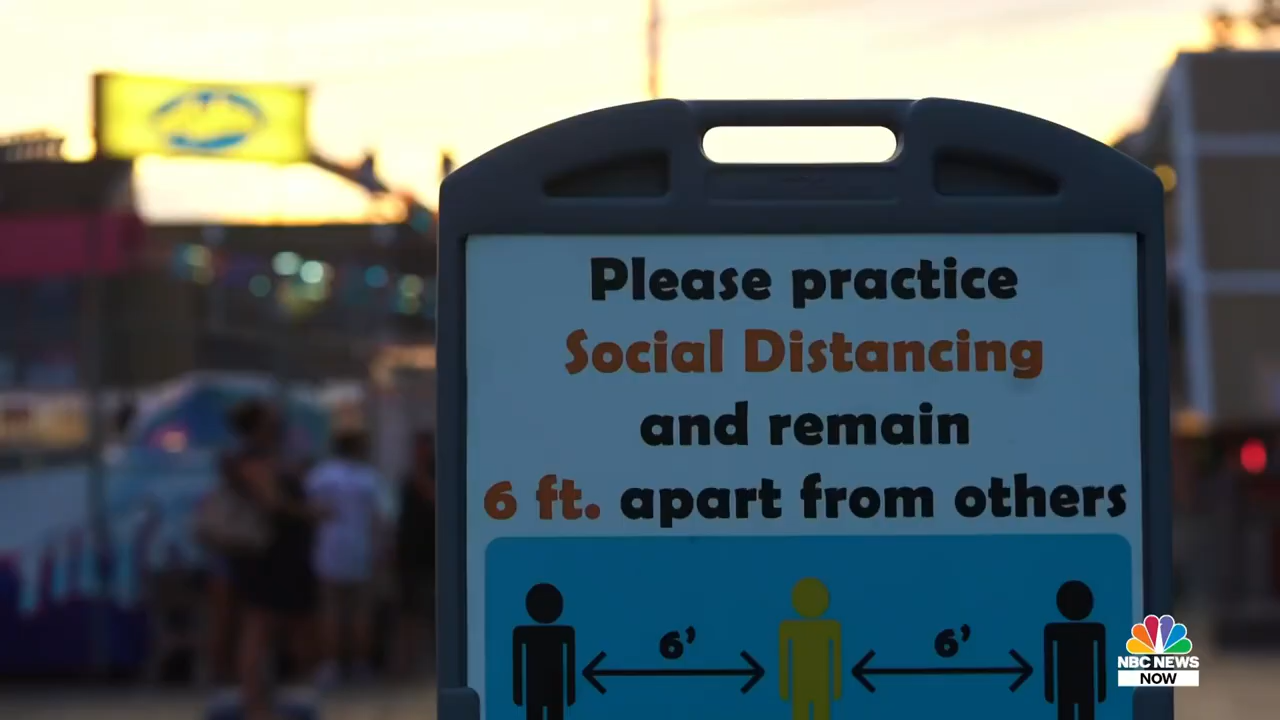 Please practice
Social Distancing
and remain
6 ft. apart from others
6’ 6’
NBC NEWS
NOW